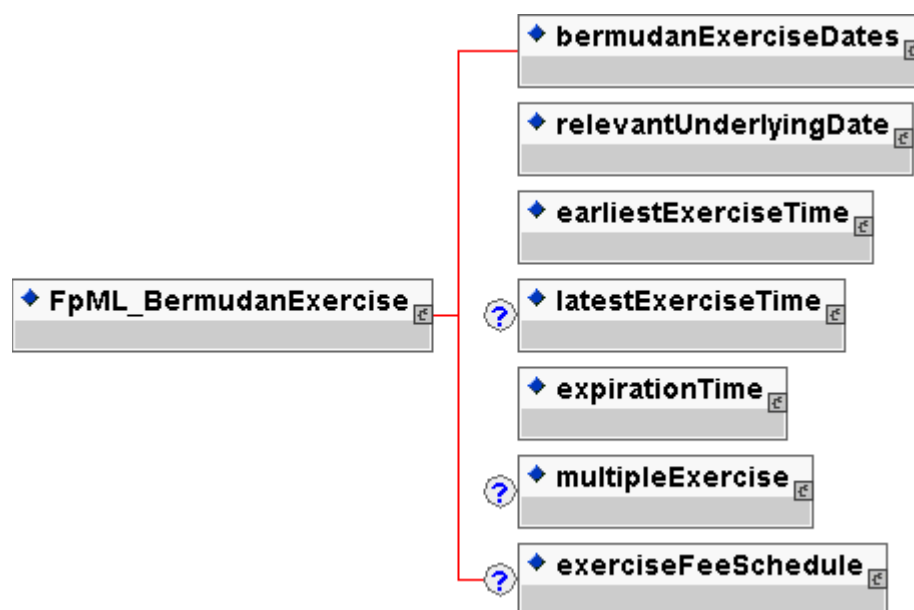 bermudanExerciseDates
relevantUnderlyingDate
earliestExerciseTime
FpML_BermudanExercise
? latestExerciseTime
expirationTime
? multipleExercise
? exerciseFeeSchedule